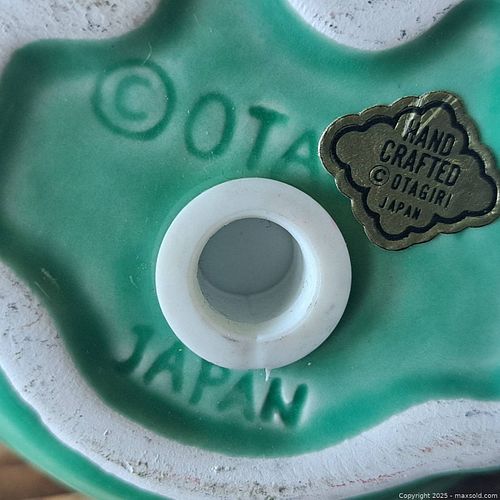 © OTA
HAND
CRAFTED
© OTAGIRI
JAPAN
JAPAN
Copyright © 2025 - maxsold.com